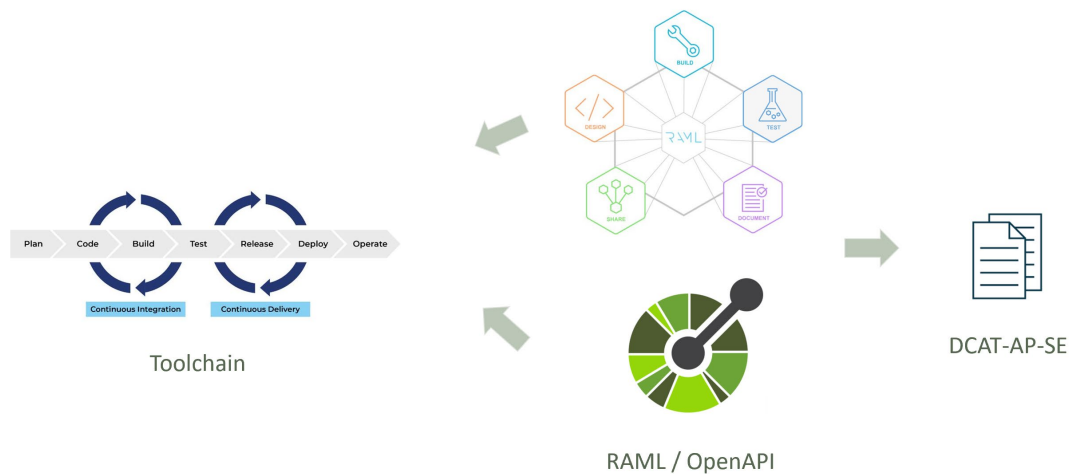 BUILD
DESIGN
TEST
RAML
SHARE
DOCUMENT
Plan
Code
Build
Test
Release
Deploy
Operate
Continuous Integration
Continuous Delivery
Toolchain
DCAT-AP-SE
RAML / OpenAPI